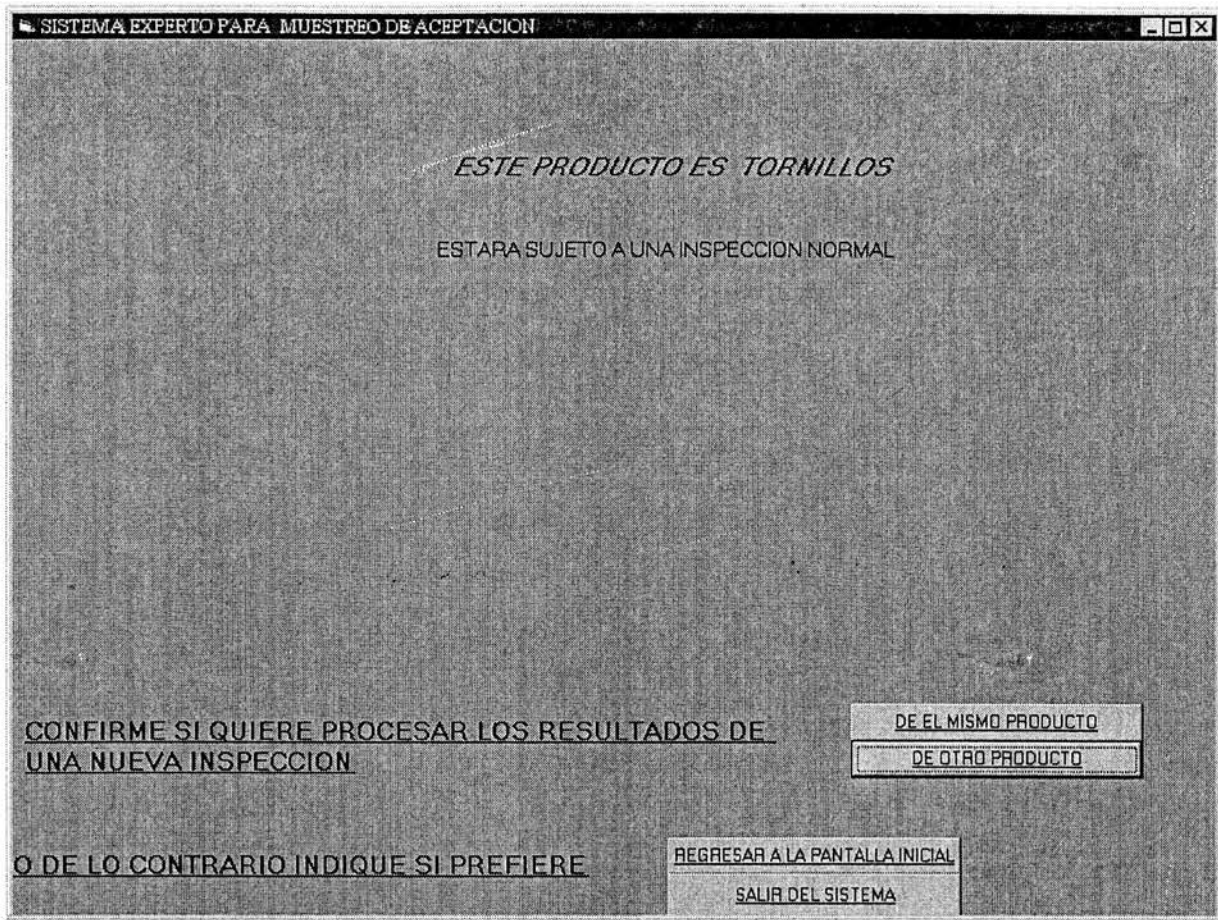 SISTEMA EXPERTO PARA MUESTREO DE ACEPTACION
ESTE PRODUCTO ES TORNILLOS
ESTARA SUJETO A UNA INSPECCION NORMAL
CONFIRME SI QUIERE PROCESAR LOS RESULTADOS DE
UNA NUEVA INSPECCION
DE EL MISMO PRODUCTO
DE OTRO PRODUCTO
O DE LO CONTRARIO INDIQUE SI PREFIERE
REGRESAR A LA PANTALLA INICIAL
SALIR DEL SISTEMA